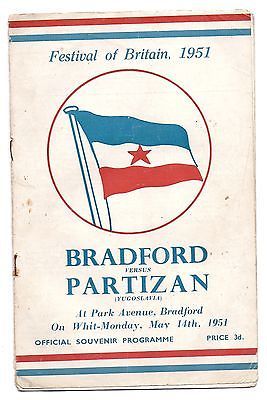 Festival of Britain, 1951
BRADFORD
VERSUS
PARTIZAN
(YUGOSLAVIA)
At Park Avenue, Bradford
On Whit-Monday, May 14th, 1951
OFFICIAL SOUVENIR PROGRAMME PRICE 3d.